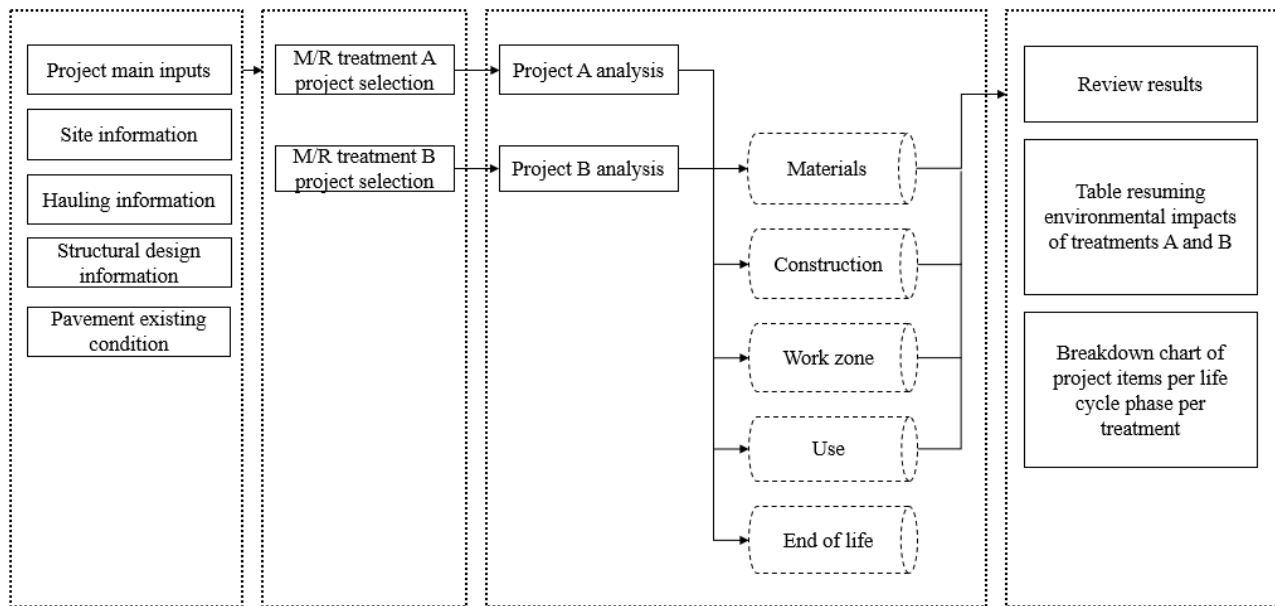 Project main inputs
Site information
Hauling information
Structural design
information
Pavement existing
condition
M/R treatment A
project selection
M/R treatment B
project selection
Project A analysis
Project B analysis
Materials
Construction
Work zone
Use
End of life
Review results
Table resuming
environmental impacts
of treatments A and B
Breakdown chart of
project items per life
cycle phase per
treatment